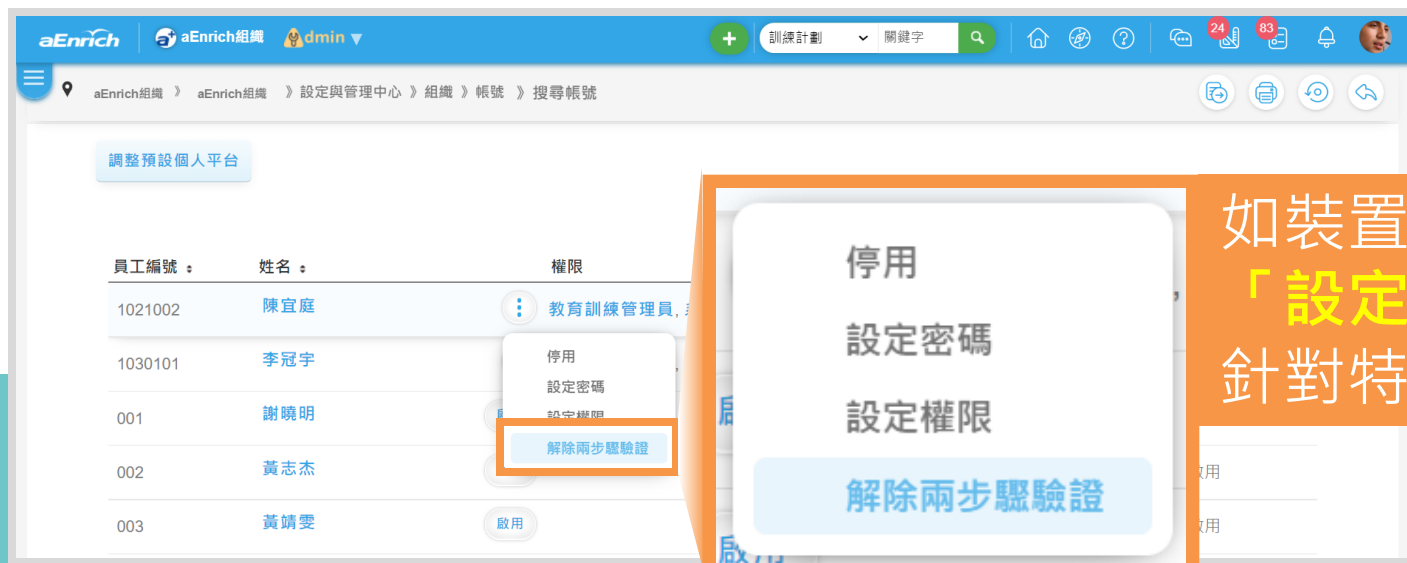 aEnrich aEnrich組織 dmin ▼ + 訓練計劃 關鍵字 24 83
aEnrich組織 》 aEnrich組織 》設定與管理中心 》組織 》帳號 》搜尋帳號
調整預設個人平台
員工編號 姓名 權限
1021002 陳宜庭 教育訓練管理員,
1030101 李冠宇
001 謝曉明
002 黃志杰 啟用
003 黃靖雯 啟用 啟用
停用
設定密碼
設定權限
解除兩步驟驗證
停用
設定密碼
設定權限
解除兩步驟驗證
啟用
如裝置
「設定
針對特